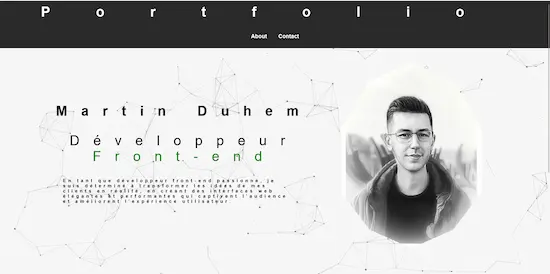 Portfolio
About Contact
Martin Duhem
Développeur
Front-end
En tant que développeur front-end passionné, je
suis déterminé à transformer les idées de mes
clients en réalité, en créant des interfaces web
élégantes et performantes qui captivent l'audience
et améliorent l'expérience utilisateur